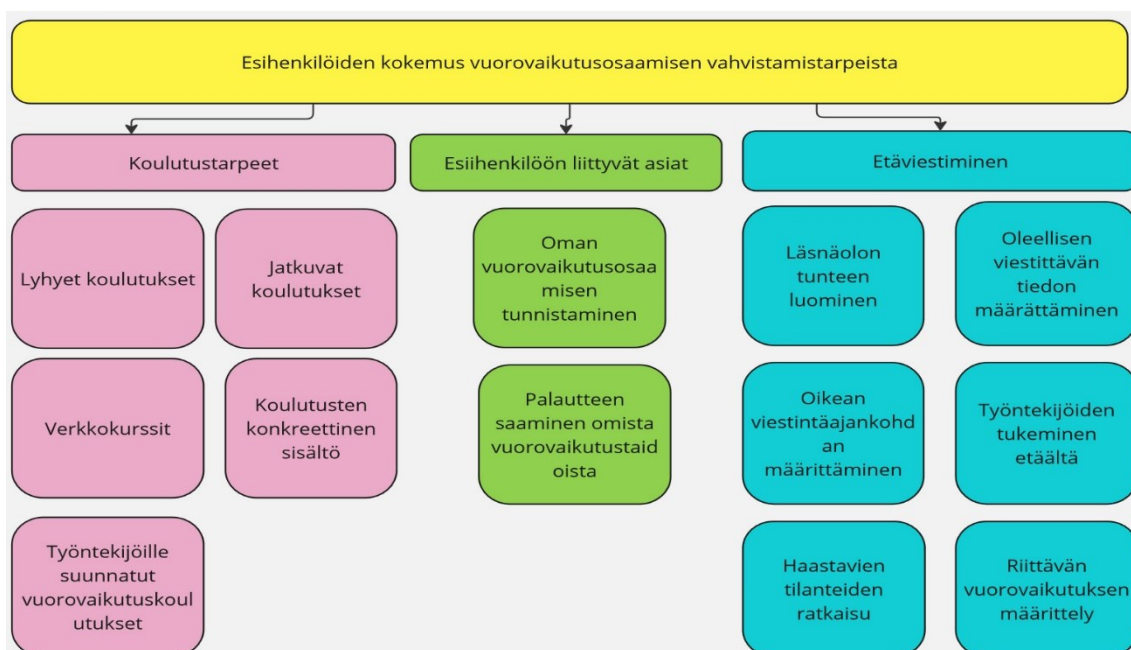 Esihenkilöiden kokemus vuorovaikutusosaamisen vahvistamistarpeista
Koulutustarpeet
Esiihenkilöön liittyvät asiat
Etäviestiminen
Lyhyet koulutukset
Jatkuvat
koulutukset
Verkkokurssit
Koulutusten
konkreettinen
sisältö
Työntekijöille
suunnatut
vuorovaikutuskoul
utukset
Oman
vuorovaikutusosaa
misen
tunnistaminen
Palautteen
saaminen omista
vuorovaikutustaid
oista
Läsnäolon
tunteen
luominen
Oleellisen
viestittävän
tiedon
määrättäminen
Oikean
viestintäajankohd
an
määrittäminen
Työntekijöiden
tukeminen
etäältä
Haastavien
tilanteiden
ratkaisu
Riittävän
vuorovaikutuksen
määrittely